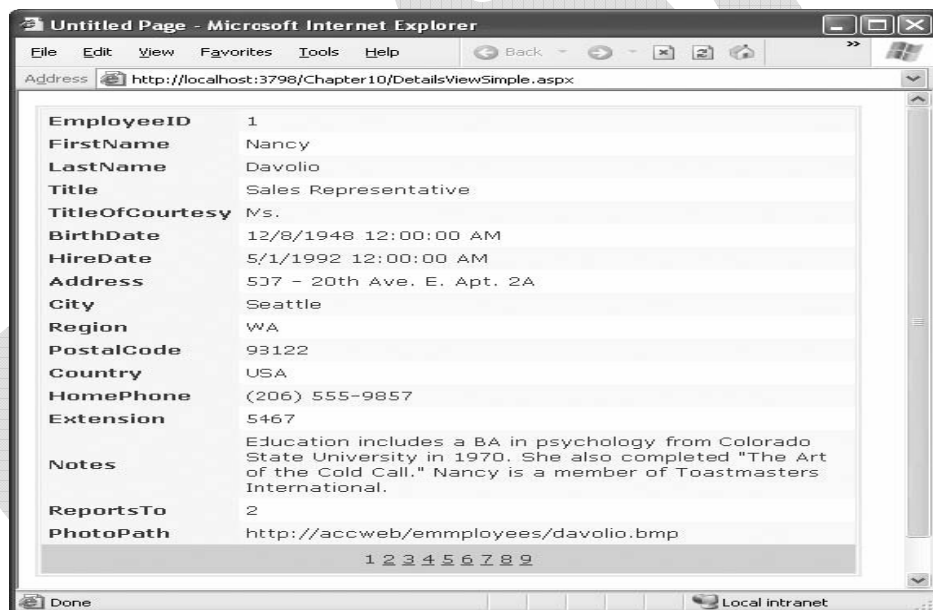 Untitled Page - Microsoft Internet Explorer
File Edit View Favorites Tools Help Back »
Address http://localhost:3798/Chapter10/DetailsViewSimple.aspx
EmployeeID 1
FirstName Nancy
LastName Davolio
Title Sales Representative
TitleOfCourtesy Ms.
BirthDate 12/8/1948 12:00:00 AM
HireDate 5/1/1992 12:00:00 AM
Address 507 - 20th Ave. E. Apt. 2A
City Seattle
Region WA
PostalCode 98122
Country USA
HomePhone (206) 555-9857
Extension 5467
Notes
Education includes a BA in psychology from Colorado
State University in 1970. She also completed "The Art
of the Cold Call." Nancy is a member of Toastmasters
International.
ReportsTo 2
PhotoPath http://accweb/emmployees/davolio.bmp
1 2 3 4 5 6 7 8 9
Done Local intranet